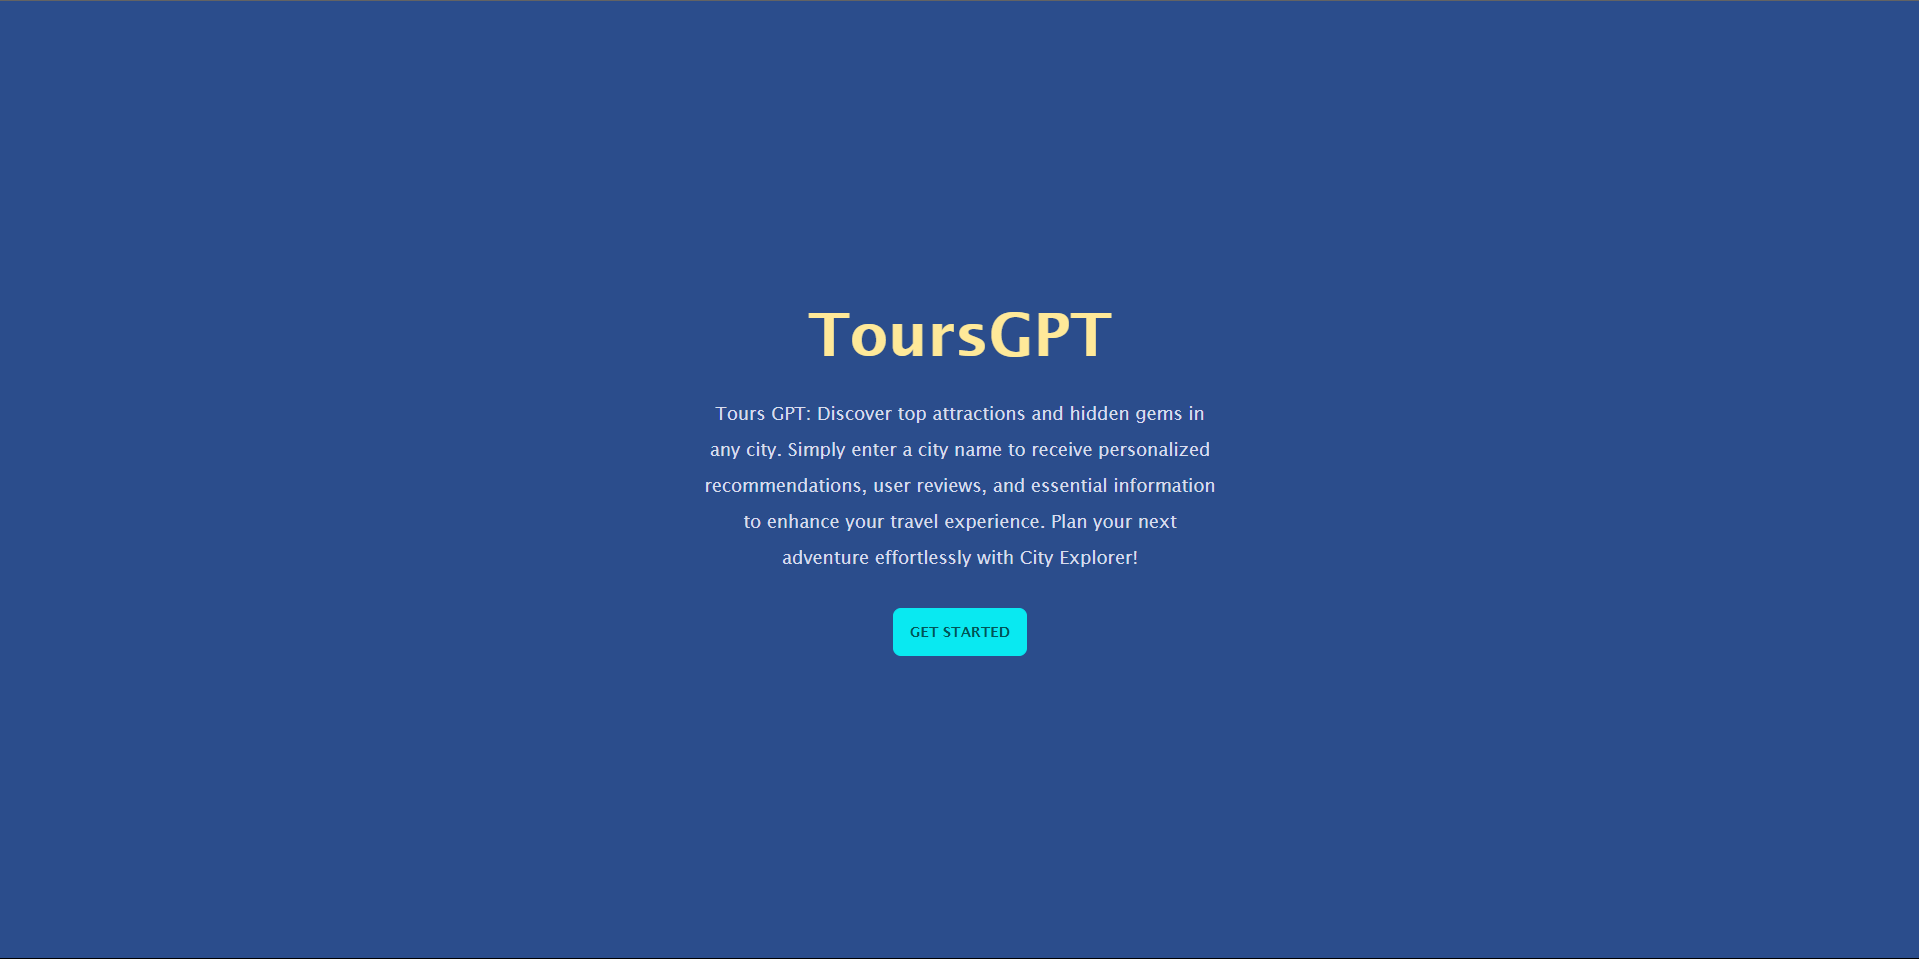 ToursGPT
Tours GPT: Discover top attractions and hidden gems in
any city. Simply enter a city name to receive personalized
recommendations, user reviews, and essential information
to enhance your travel experience. Plan your next
adventure effortlessly with City Explorer!
GET STARTED